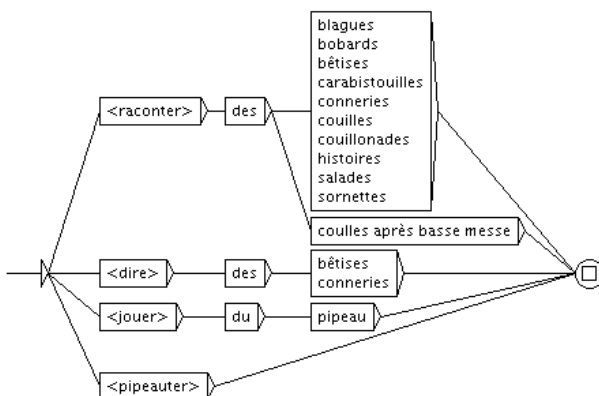 <raconter> des
blagues
bobards
bêtises
carabistouilles
conneries
couilles
couillonades
histoires
salades
sornettes
coulles après basse messe
<dire> des
bêtises
conneries
<jouer> du pipeau
<pipeauter>